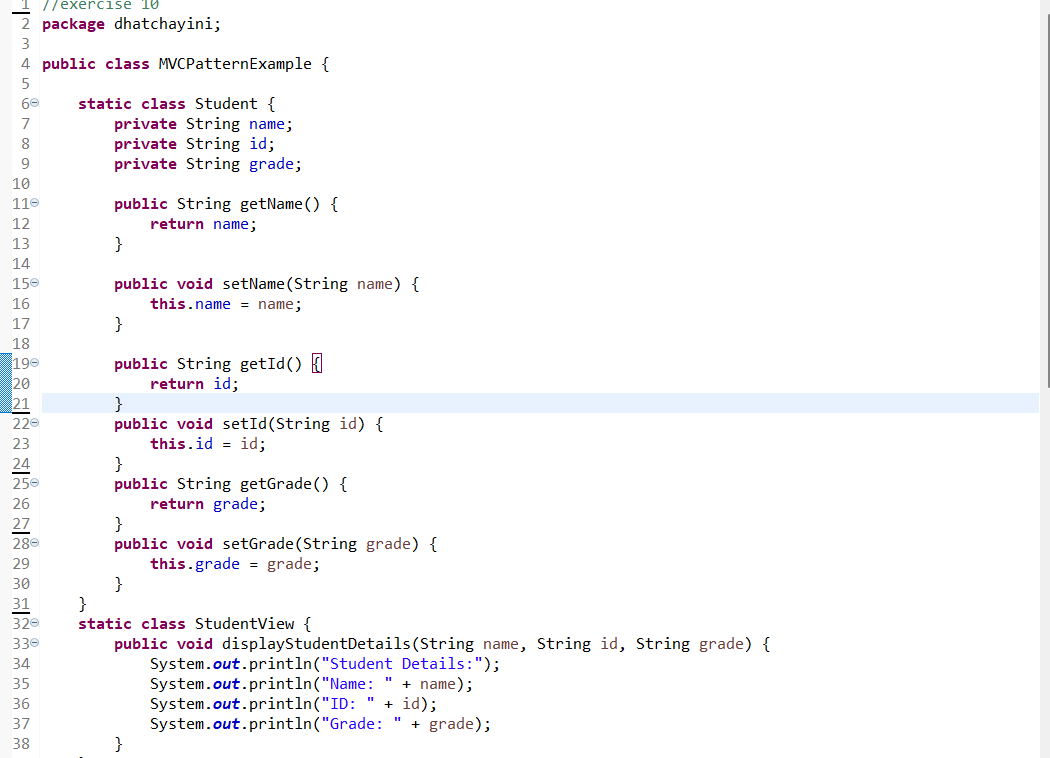 1 //exercise 10
2 package dhatchayini;
3
4 public class MVCPatternExample {
5
6 static class Student {
7 private String name;
8 private String id;
9 private String grade;
10
11 public String getName() {
12 return name;
13 }
14
15 public void setName(String name) {
16 this.name = name;
17 }
18
19 public String getId() {
20 return id;
21 }
22 public void setId(String id) {
23 this.id = id;
24 }
25 public String getGrade() {
26 return grade;
27 }
28 public void setGrade(String grade) {
29 this.grade = grade;
30 }
31 }
32 static class StudentView {
33 public void displayStudentDetails(String name, String id, String grade) {
34 System.out.println("Student Details:");
35 System.out.println("Name: " + name);
36 System.out.println("ID: " + id);
37 System.out.println("Grade: " + grade);
38 }